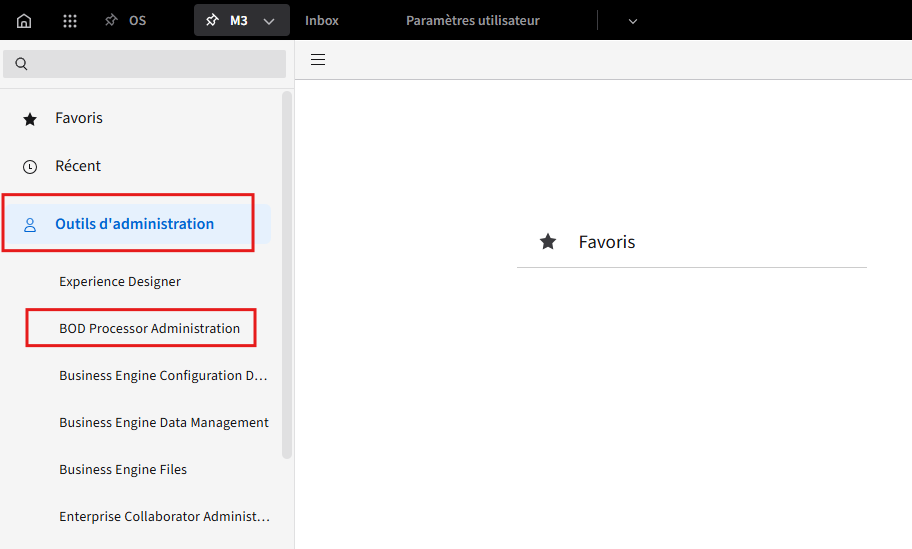 OS
M3
Inbox
Paramètres utilisateur
Favoris
Récent
Outils d'administration
Experience Designer
BOD Processor Administration
Business Engine Configuration D...
Business Engine Data Management
Business Engine Files
Enterprise Collaborator Administ...
Favoris